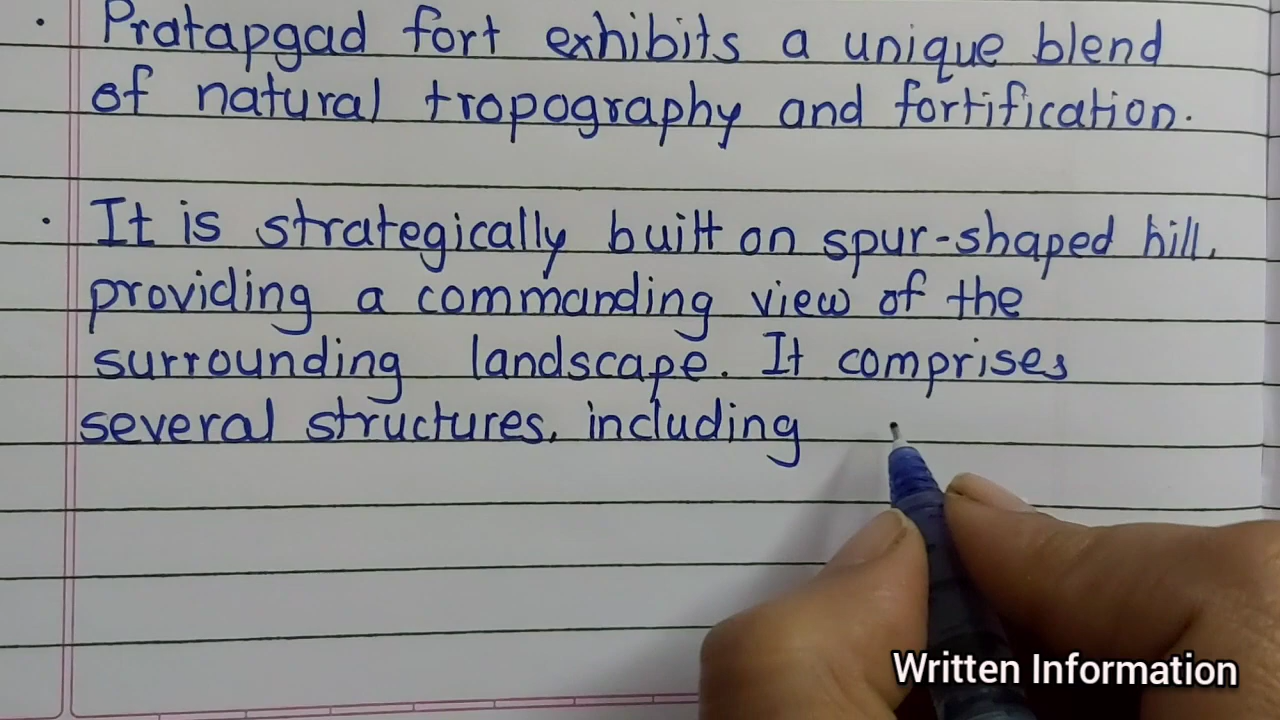 • Pratapgad fort exhibits a unique blend
of natural tropography and fortification.
• It is strategically built on spur-shaped hill,
providing a commanding view of the
surrounding landscape. It comprises
several structures, including
Written Information